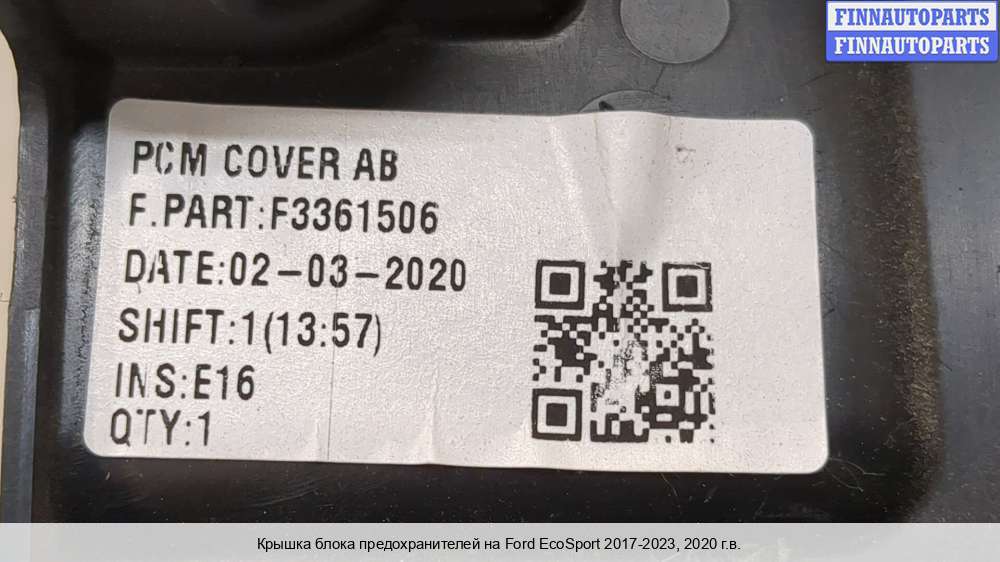 FINNAUTOPARTS
FINNAUTOPARTS
PCM COVER AB
F.PART:F3361506
DATE:02-03-2020
SHIFT:1(13:57)
INS:E16
QTY:1
Крышка блока предохранителей на Ford EcoSport 2017-2023, 2020 г.в.